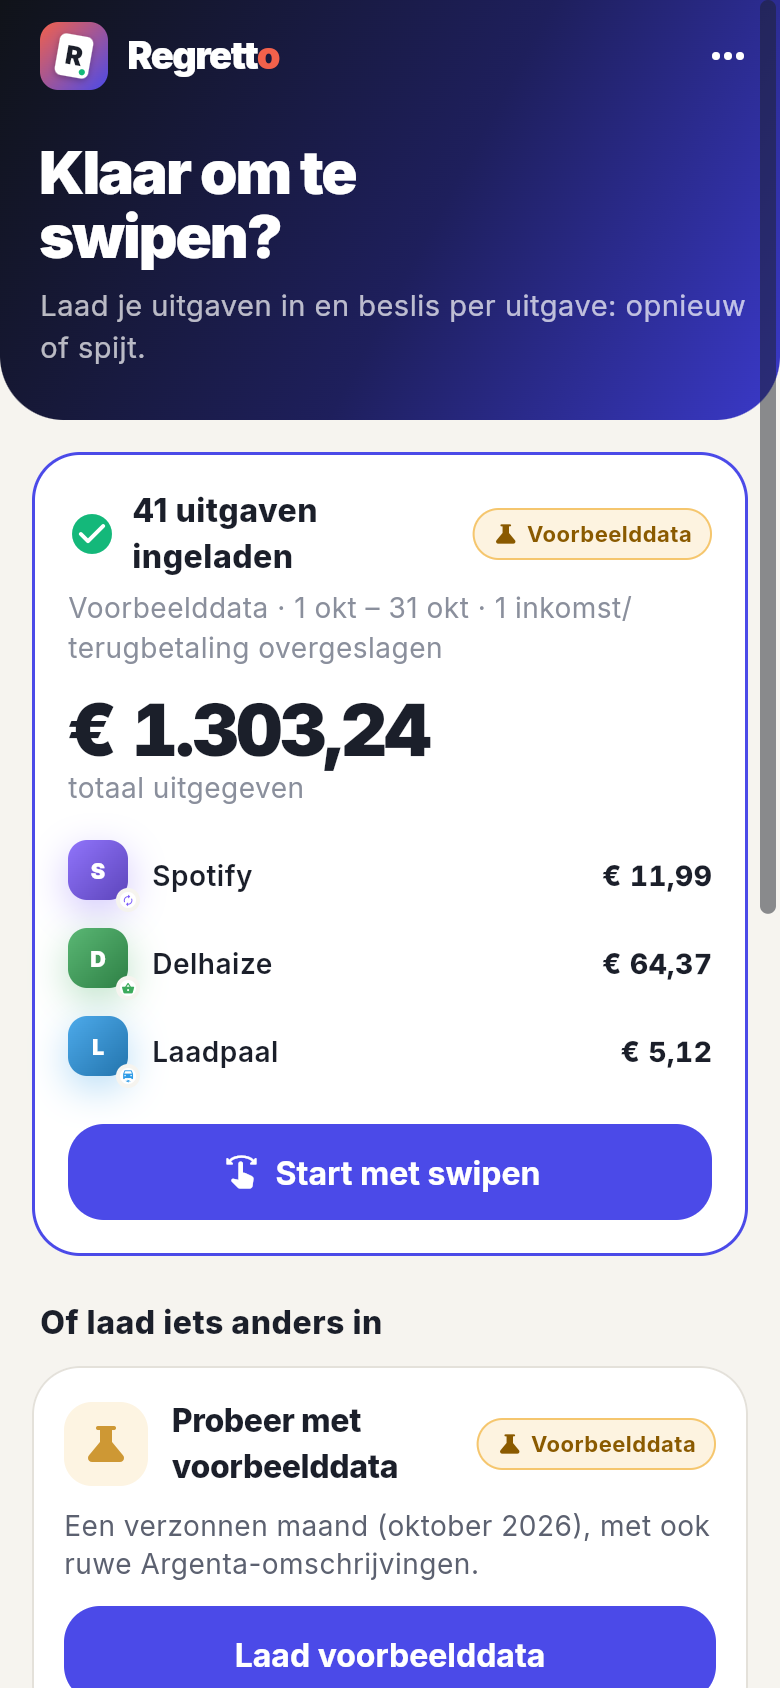 R
Regretto
Klaar om te
swipen?
Laad je uitgaven in en beslis per uitgave: opnieuw
of spijt.
41 uitgaven
ingeladen
Voorbeelddata
Voorbeelddata · 1 okt – 31 okt · 1 inkomst/
terugbetaling overgeslagen
€ 1.303,24
totaal uitgegeven
S Spotify € 11,99
D Delhaize € 64,37
L Laadpaal € 5,12
Start met swipen
Of laad iets anders in
Probeer met
voorbeelddata
Voorbeelddata
Een verzonnen maand (oktober 2026), met ook
ruwe Argenta-omschrijvingen.
Laad voorbeelddata